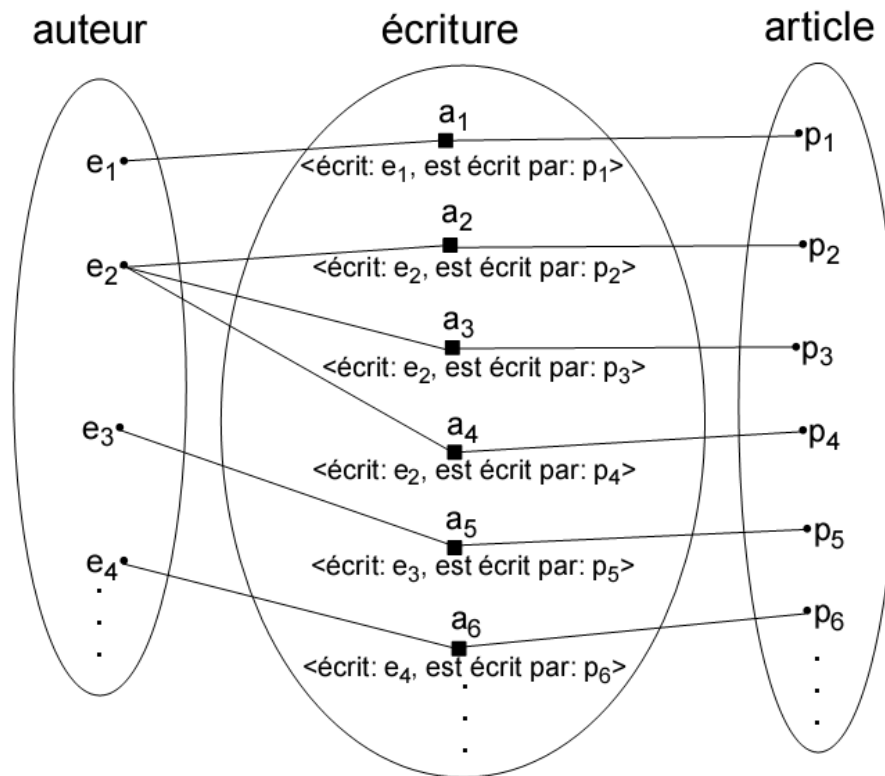 auteur écriture article
a₁
e₁ p₁
<écrit: e₁, est écrit par: p₁>
a₂
e₂ p₂
<écrit: e₂, est écrit par: p₂>
a₃
p₃
<écrit: e₂, est écrit par: p₃>
e₃ a₄ p₄
<écrit: e₂, est écrit par: p₄>
a₅ p₅
e₄ <écrit: e₃, est écrit par: p₅>
a₆ p₆
<écrit: e₄, est écrit par: p₆>